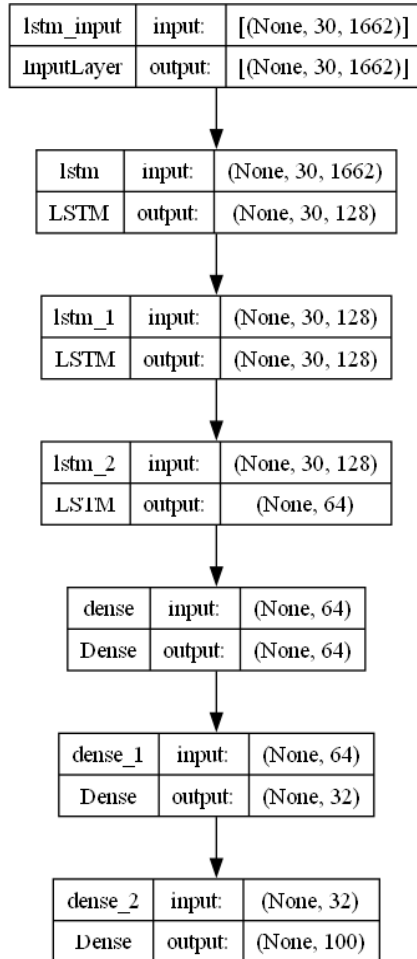 lstm_input input: [(None, 30, 1662)]
InputLayer output: [(None, 30, 1662)]
lstm input: (None, 30, 1662)
LSTM output: (None, 30, 128)
lstm_1 input: (None, 30, 128)
LSTM output: (None, 30, 128)
lstm_2 input: (None, 30, 128)
LSTM output: (None, 64)
dense input: (None, 64)
Dense output: (None, 64)
dense_1 input: (None, 64)
Dense output: (None, 32)
dense_2 input: (None, 32)
Dense output: (None, 100)